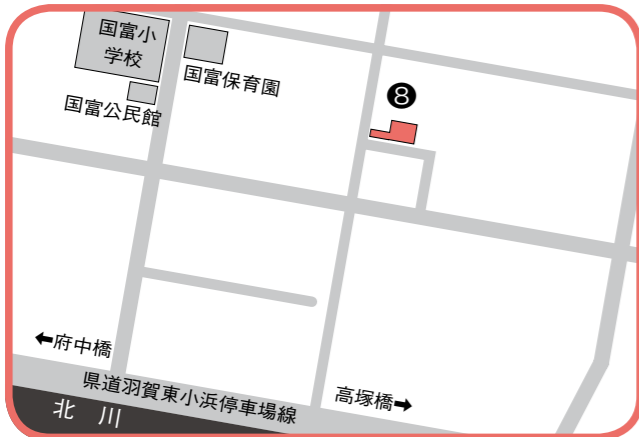 国富小
学校
国富保育園
国富公民館
❽
←府中橋
県道羽賀東小浜停車場線
高塚橋→
北 川